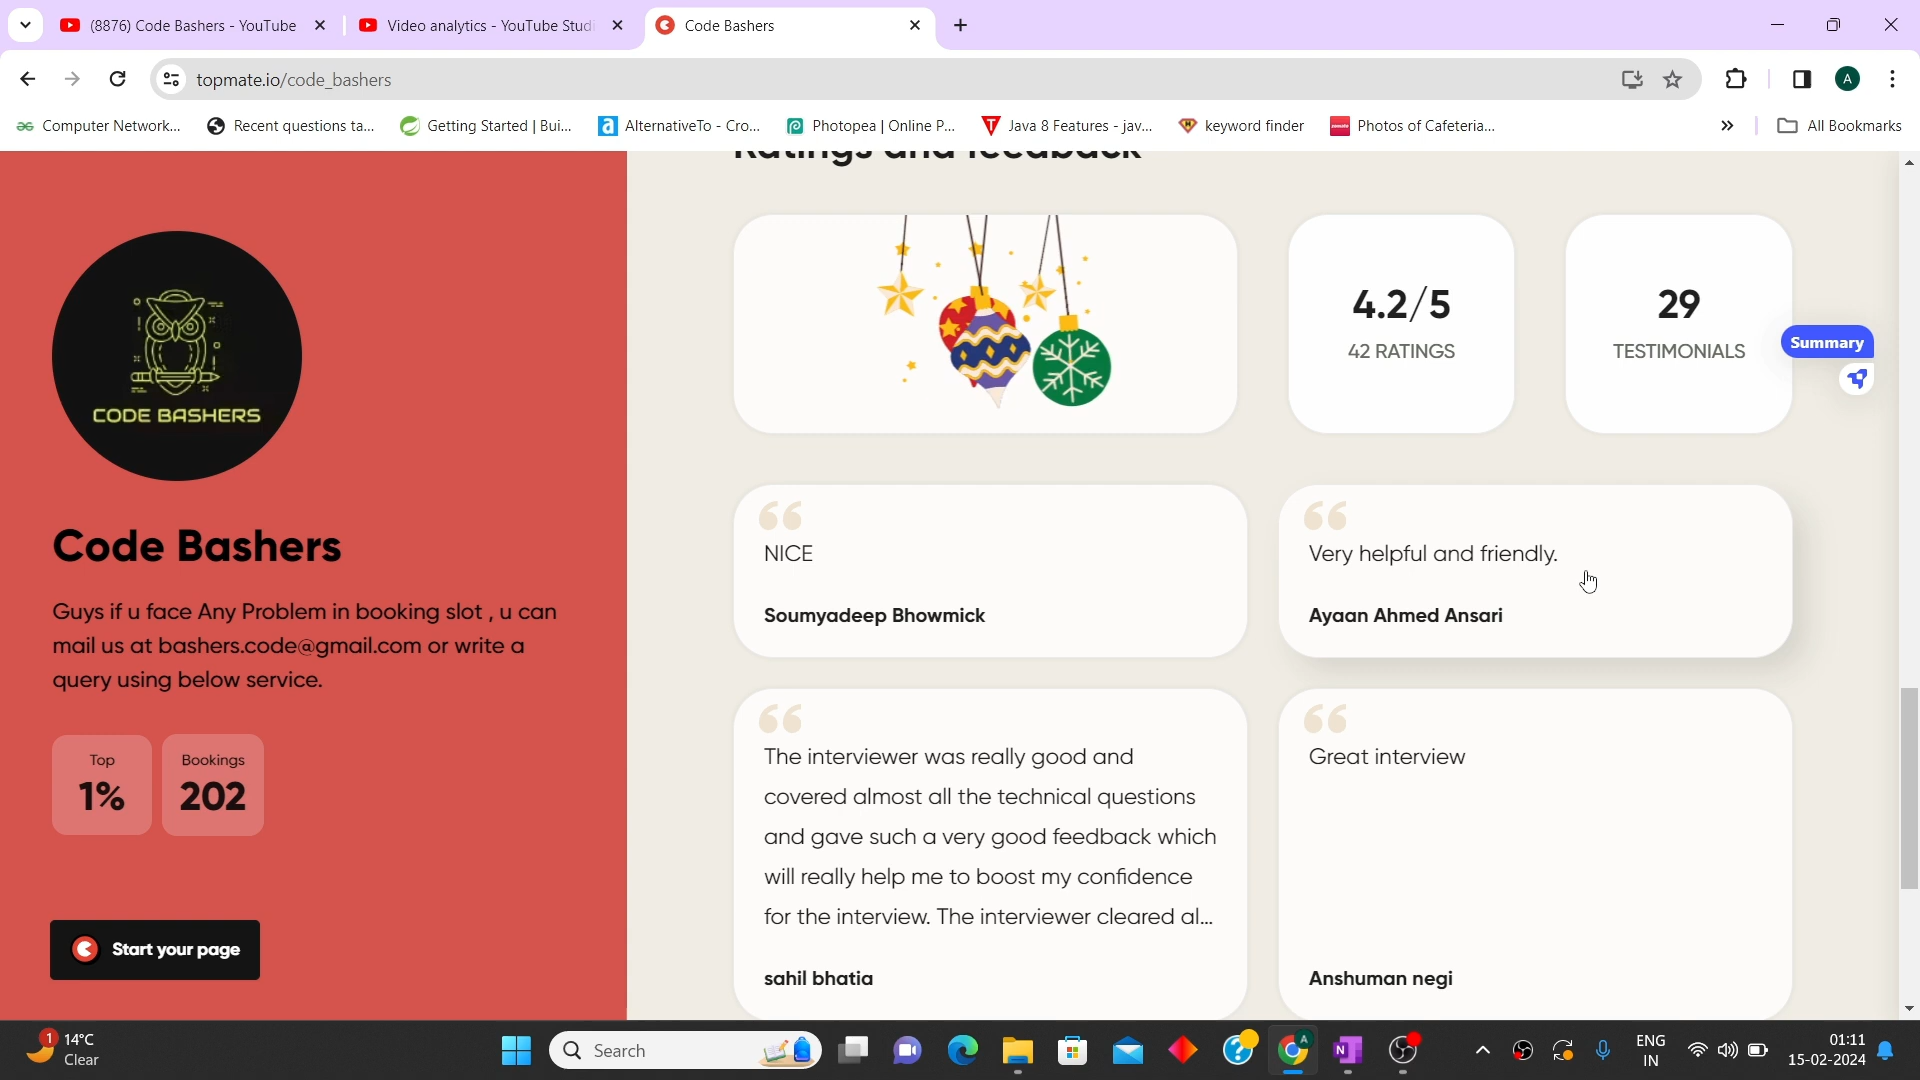 (8876) Code Bashers - YouTube
Video analytics - YouTube Studi
Code Bashers
topmate.io/code_bashers
A
Computer Network...
Recent questions ta...
Getting Started | Bui...
AlternativeTo - Cro...
Photopea | Online P...
Java 8 Features - jav...
keyword finder
Photos of Cafeteria...
All Bookmarks
Ratings and feedback
CODE BASHERS
Code Bashers
Guys if u face Any Problem in booking slot , u can
mail us at bashers.code@gmail.com or write a
query using below service.
Top
1%
Bookings
202
Start your page
4.2/5
42 RATINGS
29
TESTIMONIALS
Summary
NICE
Soumyadeep Bhowmick
Very helpful and friendly.
Ayaan Ahmed Ansari
The interviewer was really good and
covered almost all the technical questions
and gave such a very good feedback which
will really help me to boost my confidence
for the interview. The interviewer cleared al...
sahil bhatia
Great interview
Anshuman negi
1
14°C
Clear
Search
ENG
IN
01:11
15-02-2024